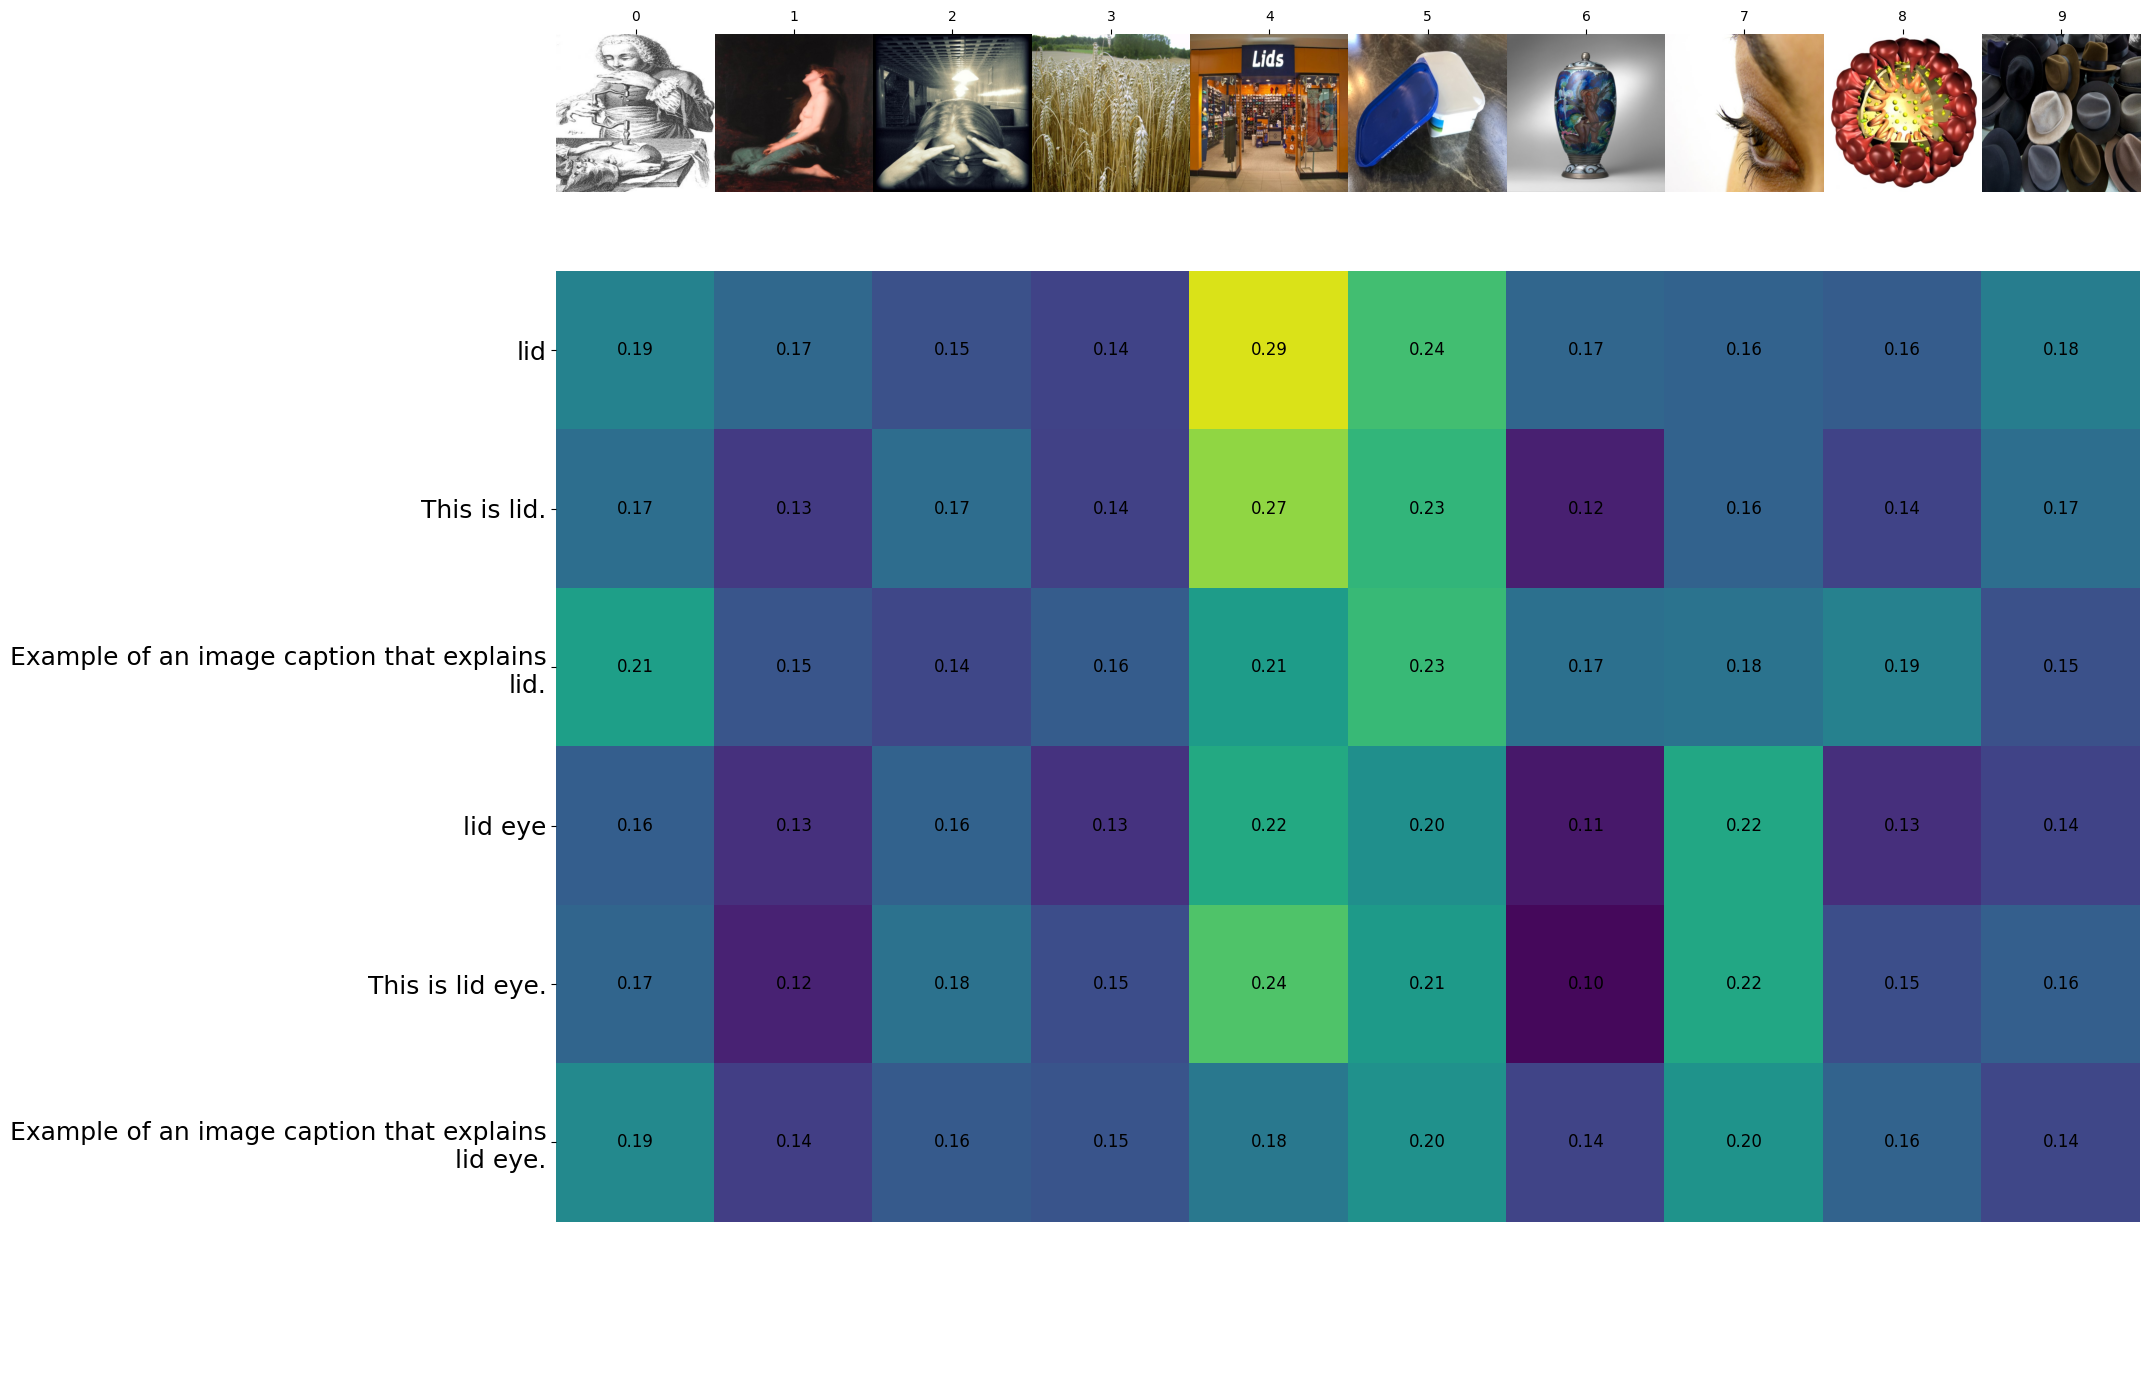 0 1 2 3 4 5 6 7 8 9
Lids
lid 0.19 0.17 0.15 0.14 0.29 0.24 0.17 0.16 0.16 0.18
This is lid. 0.17 0.13 0.17 0.14 0.27 0.23 0.12 0.16 0.14 0.17
Example of an image caption that explains
lid. 0.21 0.15 0.14 0.16 0.21 0.23 0.17 0.18 0.19 0.15
lid eye 0.16 0.13 0.16 0.13 0.22 0.20 0.11 0.22 0.13 0.14
This is lid eye. 0.17 0.12 0.18 0.15 0.24 0.21 0.10 0.22 0.15 0.16
Example of an image caption that explains
lid eye. 0.19 0.14 0.16 0.15 0.18 0.20 0.14 0.20 0.16 0.14